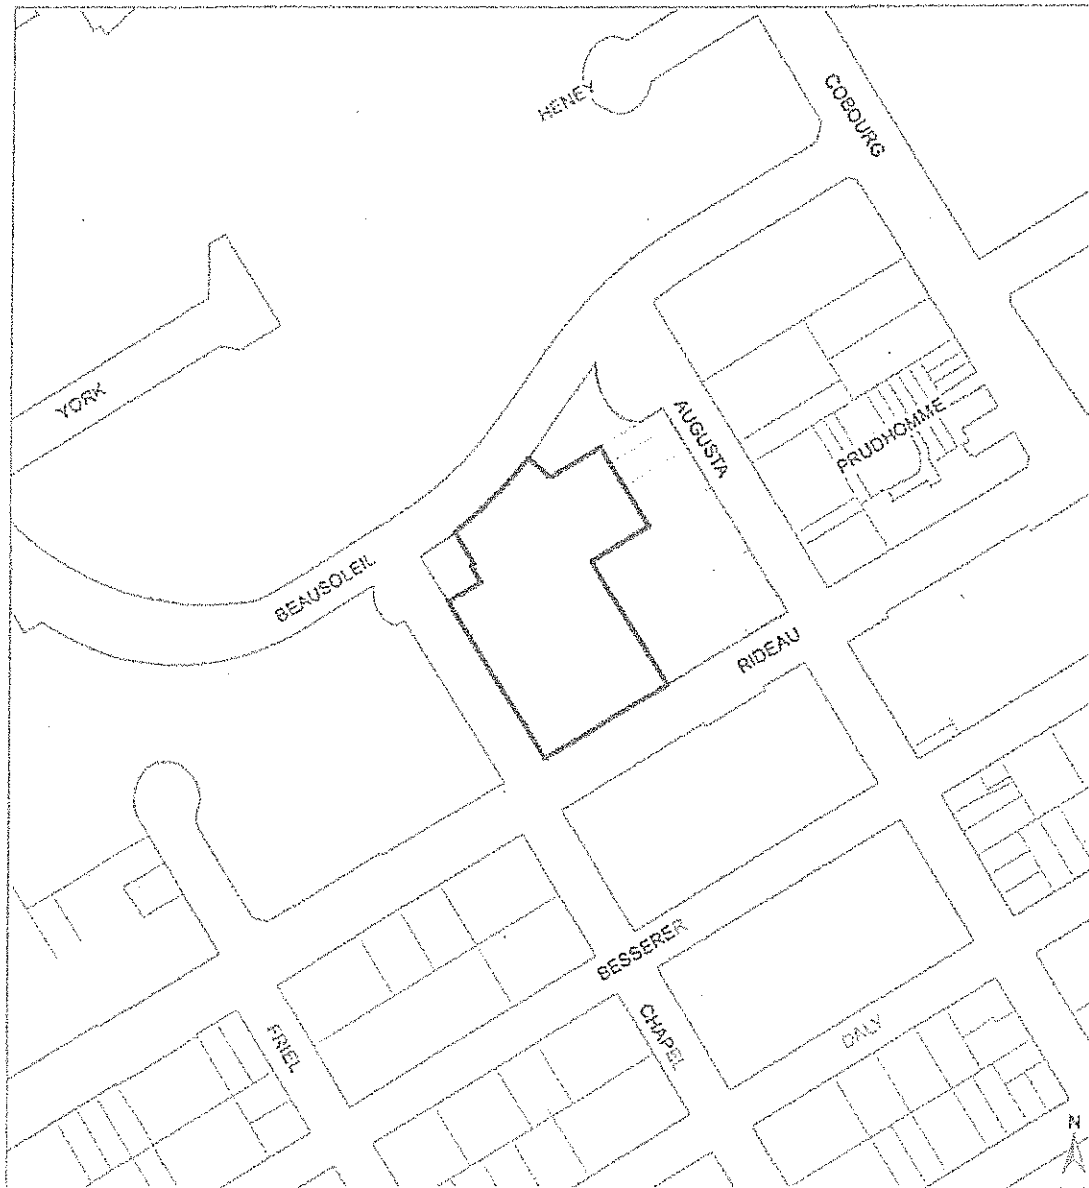 HENEY
COBOURG
YORK
AUGUSTA
PRUDHOMME
BEAUSOLEIL
RIDEAU
BESSERER
CHAPEL
FRIEL
DALY
N